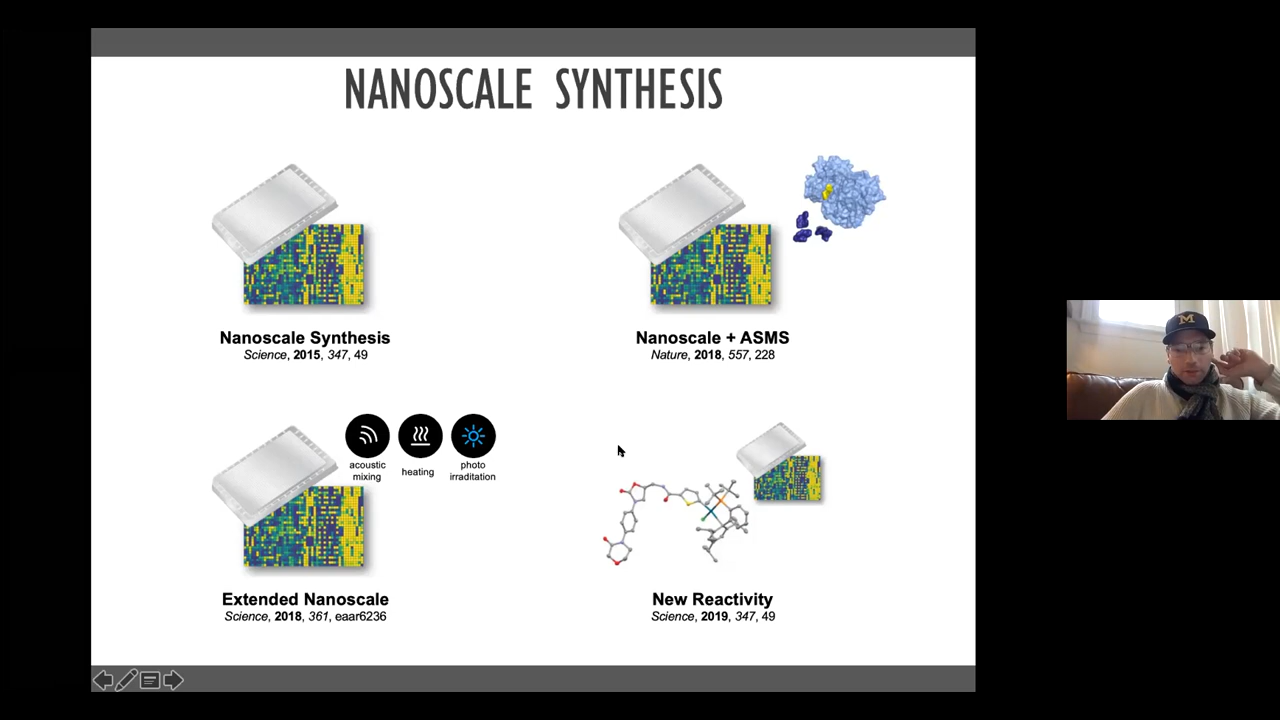 NANOSCALE SYNTHESIS
Nanoscale Synthesis
Science, 2015, 347, 49
Nanoscale + ASMS
Nature, 2018, 557, 228
acoustic
mixing
heating
photo
irraditation
Extended Nanoscale
Science, 2018, 361, eaar6236
New Reactivity
Science, 2019, 347, 49
M